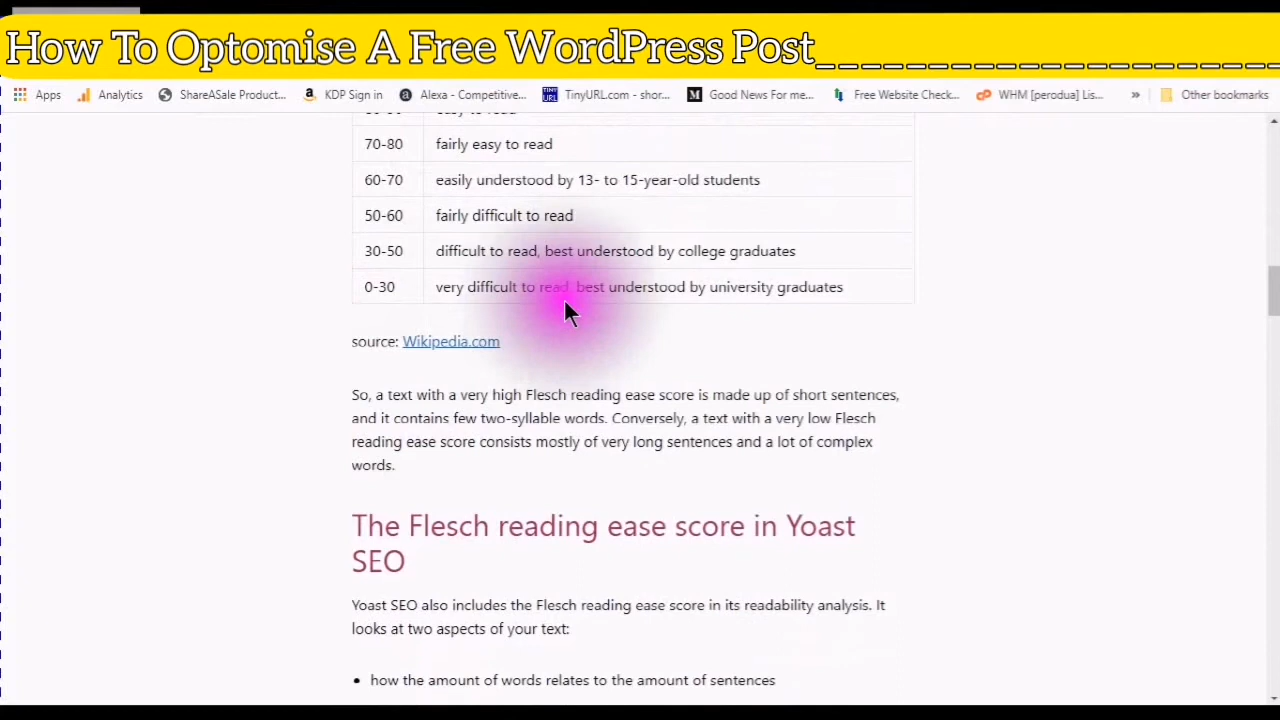 How To Optomise A Free WordPress Post_____________________
Apps Analytics ShareASale Product... KDP Sign in Alexa - Competitive... TinyURL.com - shor... Good News For me... Free Website Check... WHM [perodua] Lis... » Other bookmarks
70-80 fairly easy to read
60-70 easily understood by 13- to 15-year-old students
50-60 fairly difficult to read
30-50 difficult to read, best understood by college graduates
0-30 very difficult to read, best understood by university graduates
source: Wikipedia.com
So, a text with a very high Flesch reading ease score is made up of short sentences,
and it contains few two-syllable words. Conversely, a text with a very low Flesch
reading ease score consists mostly of very long sentences and a lot of complex
words.
The Flesch reading ease score in Yoast
SEO
Yoast SEO also includes the Flesch reading ease score in its readability analysis. It
looks at two aspects of your text:
• how the amount of words relates to the amount of sentences